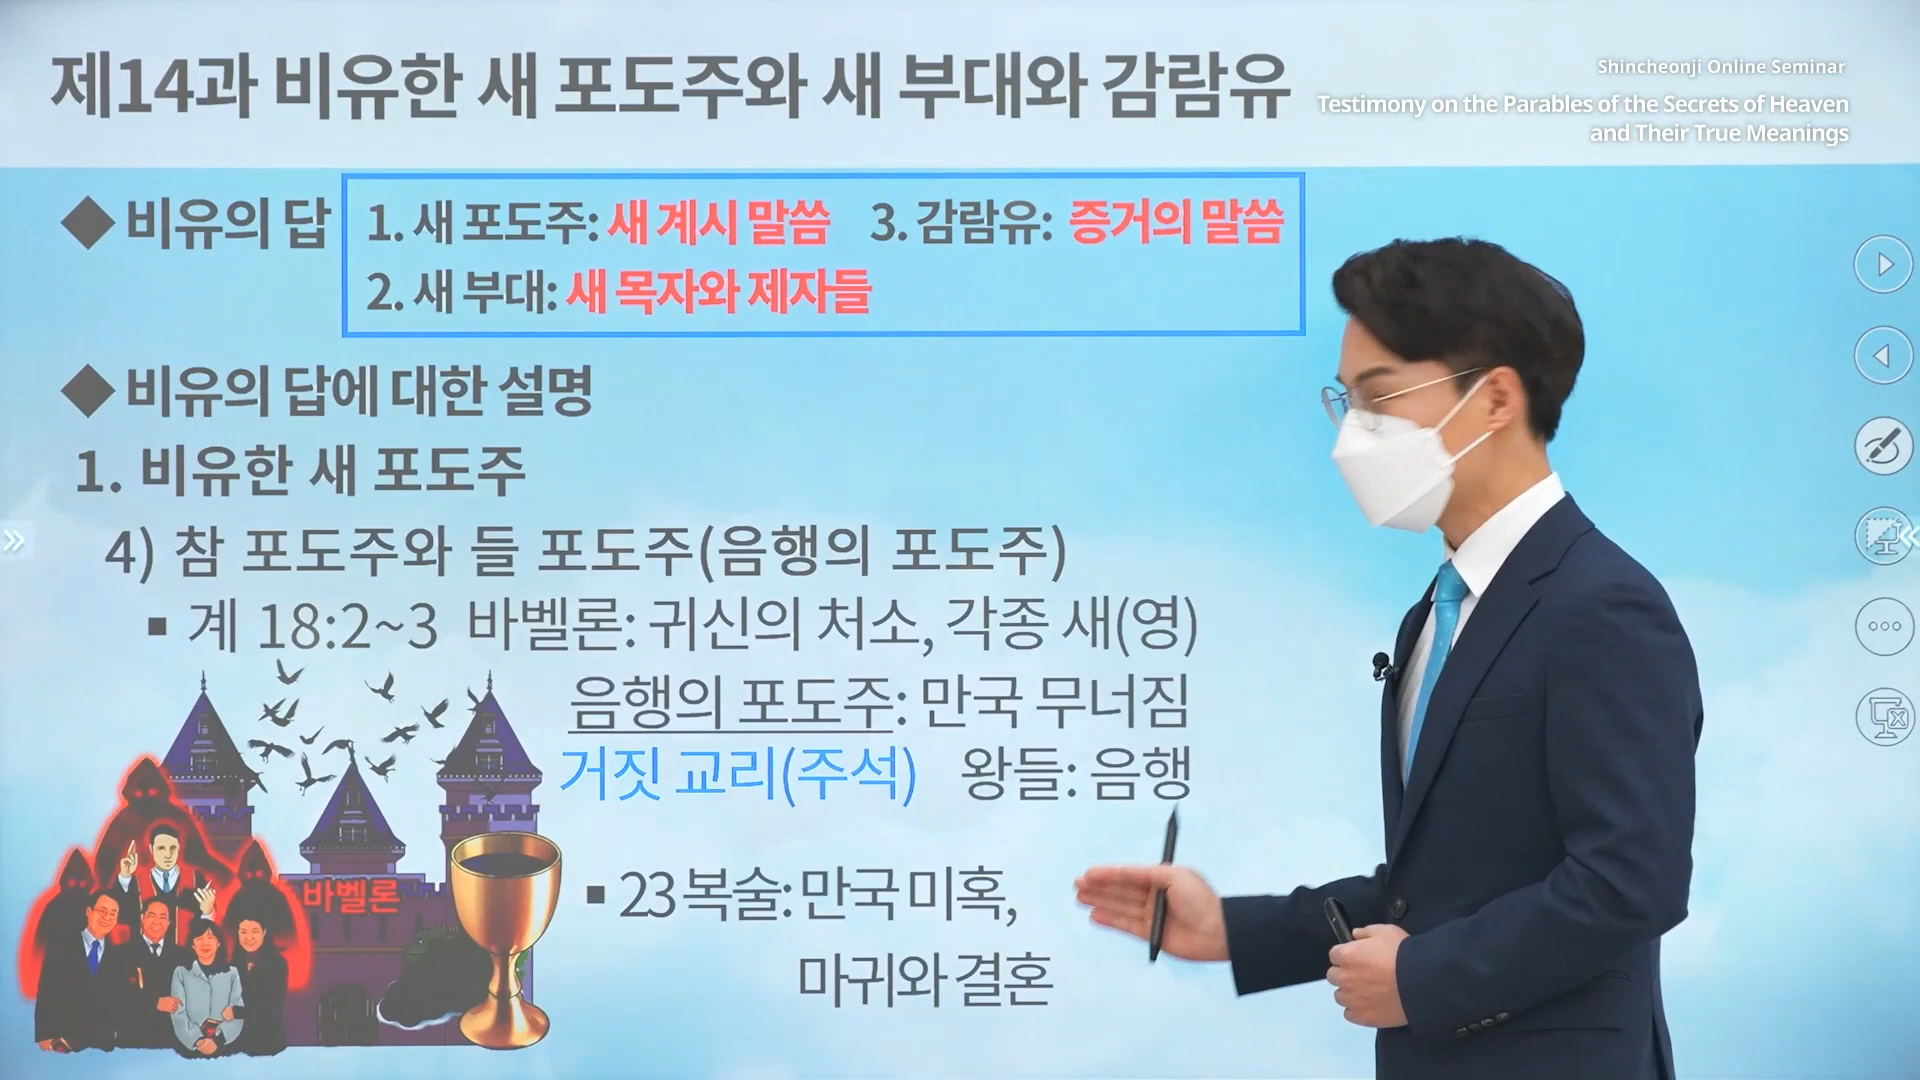 제14과 비유한 새 포도주와 새 부대와 감람유
Shincheonji Online Seminar
Testimony on the Parables of the Secrets of Heaven
and Their True Meanings
◆ 비유의 답
1. 새 포도주: 새 계시 말씀 3. 감람유: 증거의 말씀
2. 새 부대: 새 목자와 제자들
◆ 비유의 답에 대한 설명
1. 비유한 새 포도주
4) 참 포도주와 들 포도주(음행의 포도주)
▪ 계 18:2~3 바벨론: 귀신의 처소, 각종 새(영)
음행의 포도주: 만국 무너짐
거짓 교리(주석) 왕들: 음행
바벨론
▪ 23 복술: 만국 미혹,
마귀와 결혼